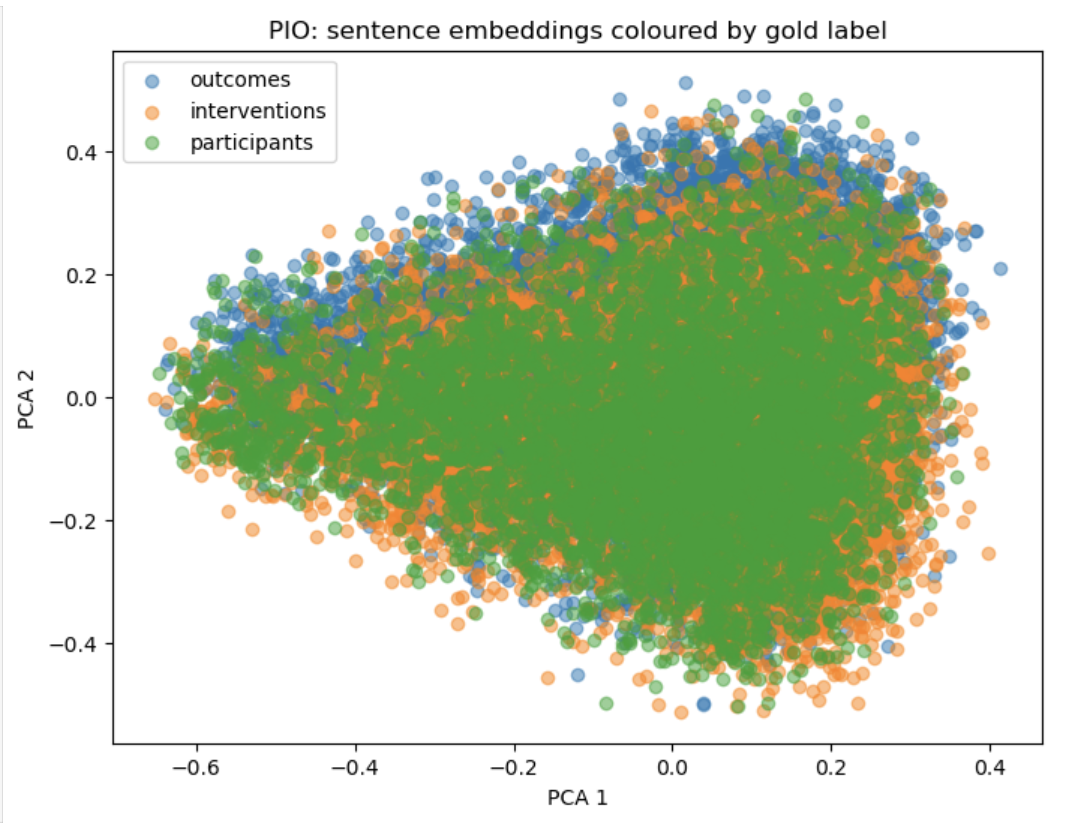 PIO: sentence embeddings coloured by gold label
outcomes
interventions
participants
0.4
0.2
0.0
−0.2
−0.4
PCA 2
−0.6
−0.4
−0.2
0.0
0.2
0.4
PCA 1